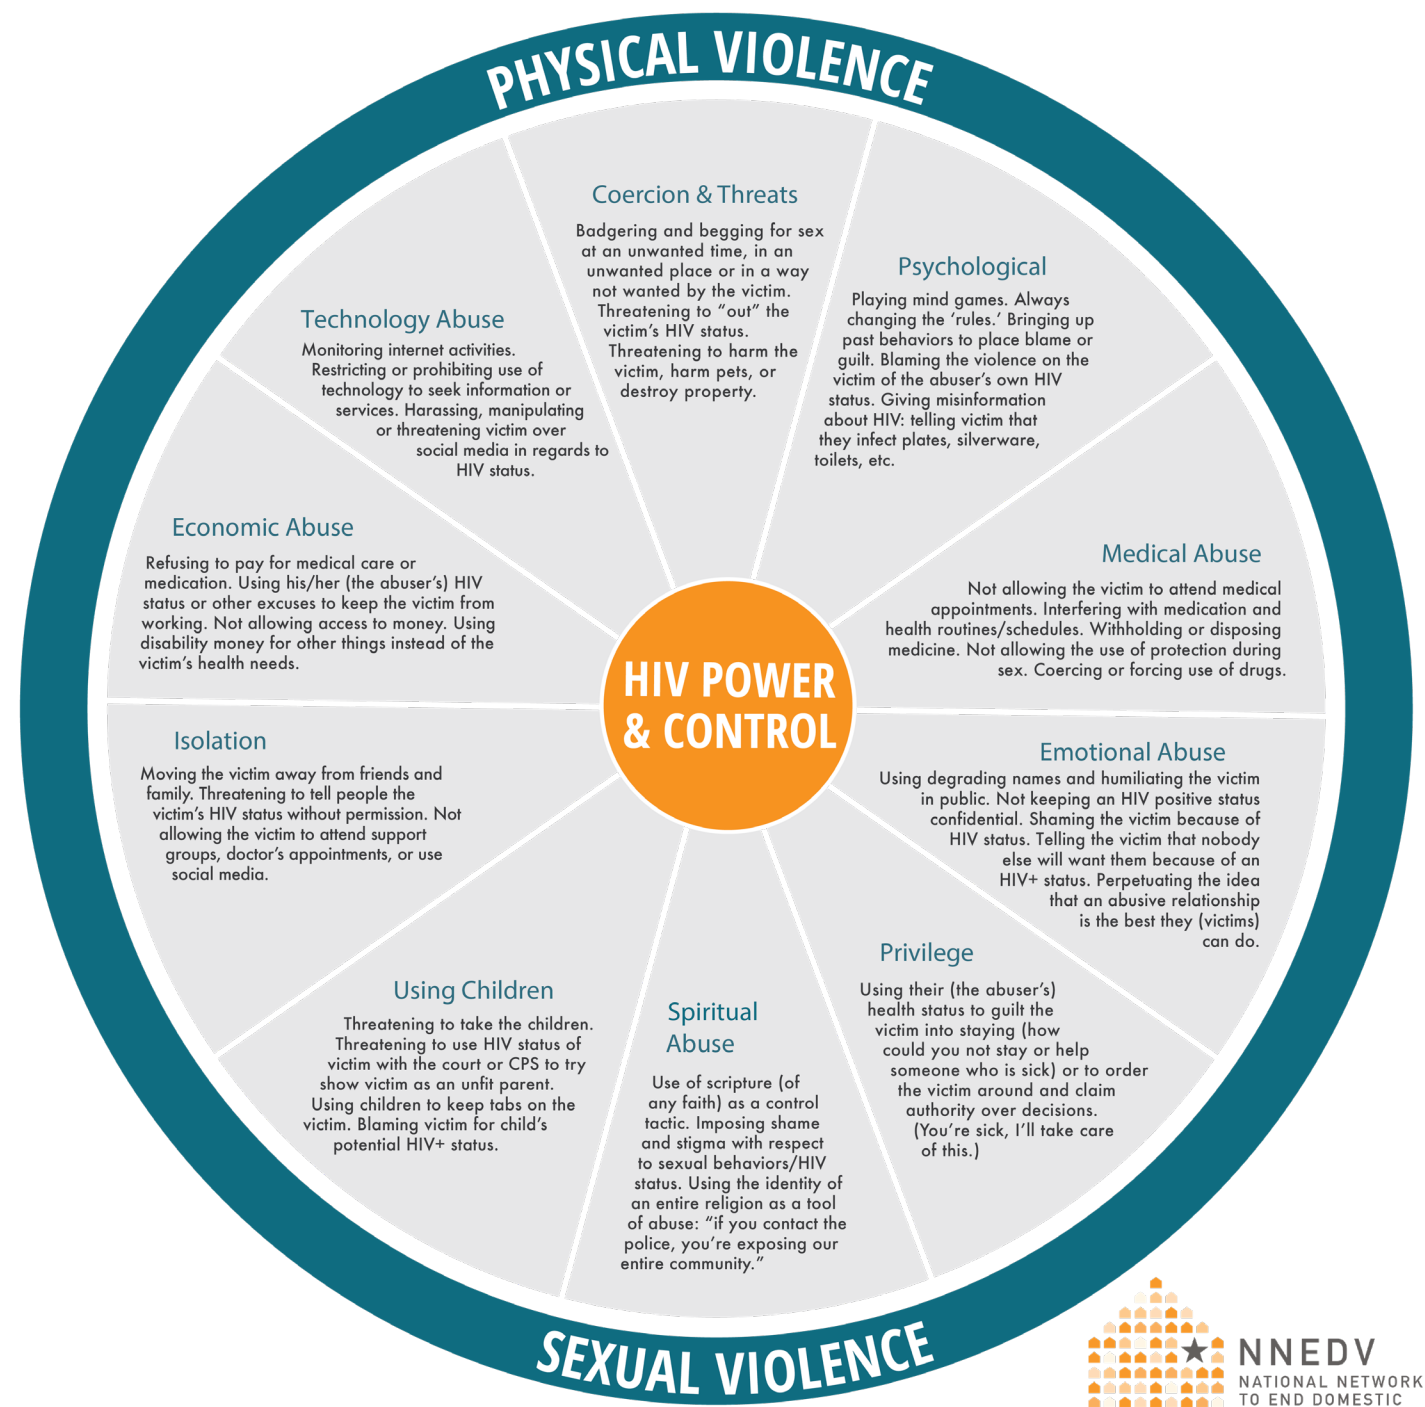 PHYSICAL VIOLENCE
Coercion & Threats
Badgering and begging for sex
at an unwanted time, in an
unwanted place or in a way
not wanted by the victim.
Threatening to “out” the
victim’s HIV status.
Threatening to harm the
victim, harm pets, or
destroy property.
Psychological
Playing mind games. Always
changing the ‘rules.’ Bringing up
past behaviors to place blame or
guilt. Blaming the violence on the
victim of the abuser’s own HIV
status. Giving misinformation
about HIV: telling victim that
they infect plates, silverware,
toilets, etc.
Medical Abuse
Not allowing the victim to attend medical
appointments. Interfering with medication and
health routines/schedules. Withholding or disposing
medicine. Not allowing the use of protection during
sex. Coercing or forcing use of drugs.
Emotional Abuse
Using degrading names and humiliating the victim
in public. Not keeping an HIV positive status
confidential. Shaming the victim because of
HIV status. Telling the victim that nobody
else will want them because of an
HIV+ status. Perpetuating the idea
that an abusive relationship
is the best they (victims)
can do.
Privilege
Using their (the abuser’s)
health status to guilt the
victim into staying (how
could you not stay or help
someone who is sick) or to order
the victim around and claim
authority over decisions.
(You’re sick, I’ll take care
of this.)
Spiritual
Abuse
Use of scripture (of
any faith) as a control
tactic. Imposing shame
and stigma with respect
to sexual behaviors/HIV
status. Using the identity of
an entire religion as a tool
of abuse: “if you contact the
police, you’re exposing our
entire community.”
Using Children
Threatening to take the children.
Threatening to use HIV status of
victim with the court or CPS to try
show victim as an unfit parent.
Using children to keep tabs on the
victim. Blaming victim for child’s
potential HIV+ status.
Isolation
Moving the victim away from friends and
family. Threatening to tell people the
victim’s HIV status without permission. Not
allowing the victim to attend support
groups, doctor’s appointments, or use
social media.
Economic Abuse
Refusing to pay for medical care or
medication. Using his/her (the abuser’s) HIV
status or other excuses to keep the victim from
working. Not allowing access to money. Using
disability money for other things instead of the
victim’s health needs.
Technology Abuse
Monitoring internet activities.
Restricting or prohibiting use of
technology to seek information or
services. Harassing, manipulating
or threatening victim over
social media in regards to
HIV status.
HIV POWER
& CONTROL
SEXUAL VIOLENCE
NNEDV
NATIONAL NETWORK
TO END DOMESTIC